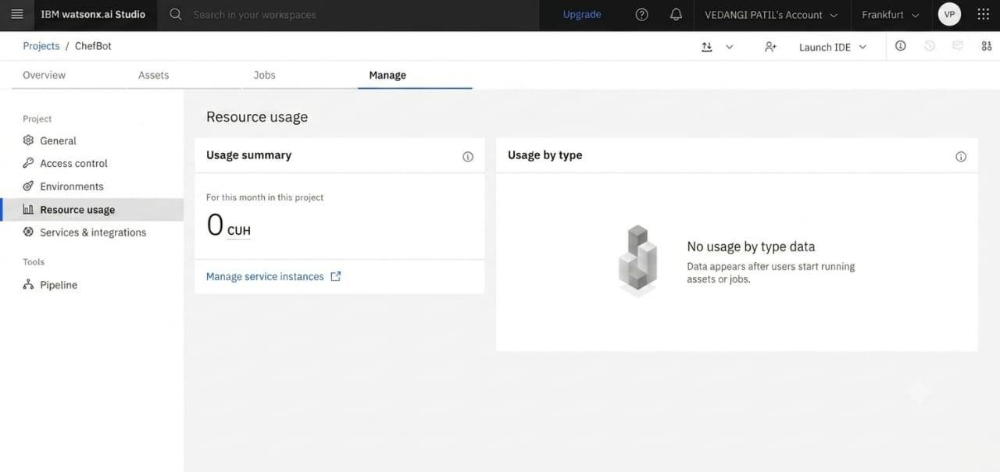 IBM watsonx.ai Studio
Search in your workspaces
Upgrade
VEDANGI PATIL's Account
Frankfurt
VP
Projects / ChefBot
Launch IDE
Overview
Assets
Jobs
Manage
Project
General
Access control
Environments
Resource usage
Services & integrations
Tools
Pipeline
Resource usage
Usage summary
For this month in this project
0 CUH
Manage service instances
Usage by type
No usage by type data
Data appears after users start running
assets or jobs.